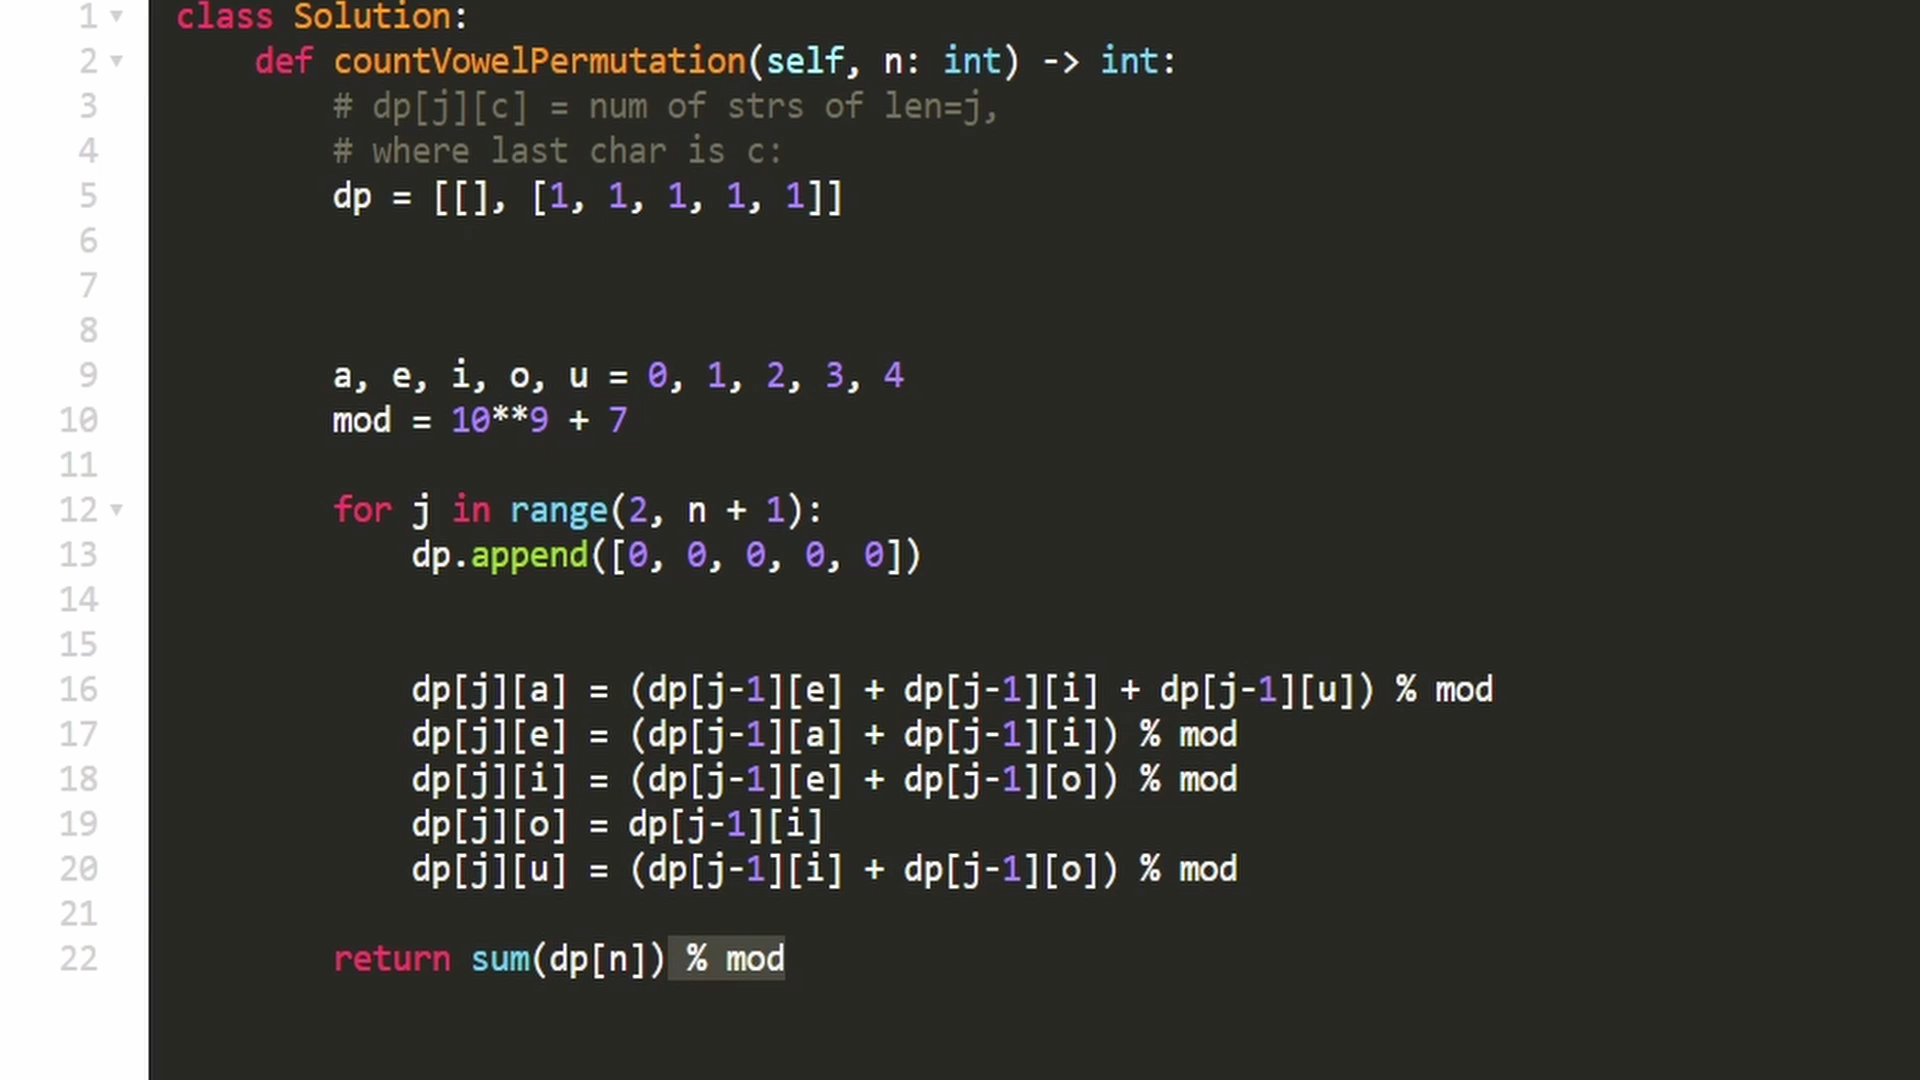 1 class Solution:
2 def countVowelPermutation(self, n: int) -> int:
3 # dp[j][c] = num of strs of len=j,
4 # where last char is c:
5 dp = [[], [1, 1, 1, 1, 1]]
6
7
8
9 a, e, i, o, u = 0, 1, 2, 3, 4
10 mod = 10**9 + 7
11
12 for j in range(2, n + 1):
13 dp.append([0, 0, 0, 0, 0])
14
15
16 dp[j][a] = (dp[j-1][e] + dp[j-1][i] + dp[j-1][u]) % mod
17 dp[j][e] = (dp[j-1][a] + dp[j-1][i]) % mod
18 dp[j][i] = (dp[j-1][e] + dp[j-1][o]) % mod
19 dp[j][o] = dp[j-1][i]
20 dp[j][u] = (dp[j-1][i] + dp[j-1][o]) % mod
21
22 return sum(dp[n]) % mod